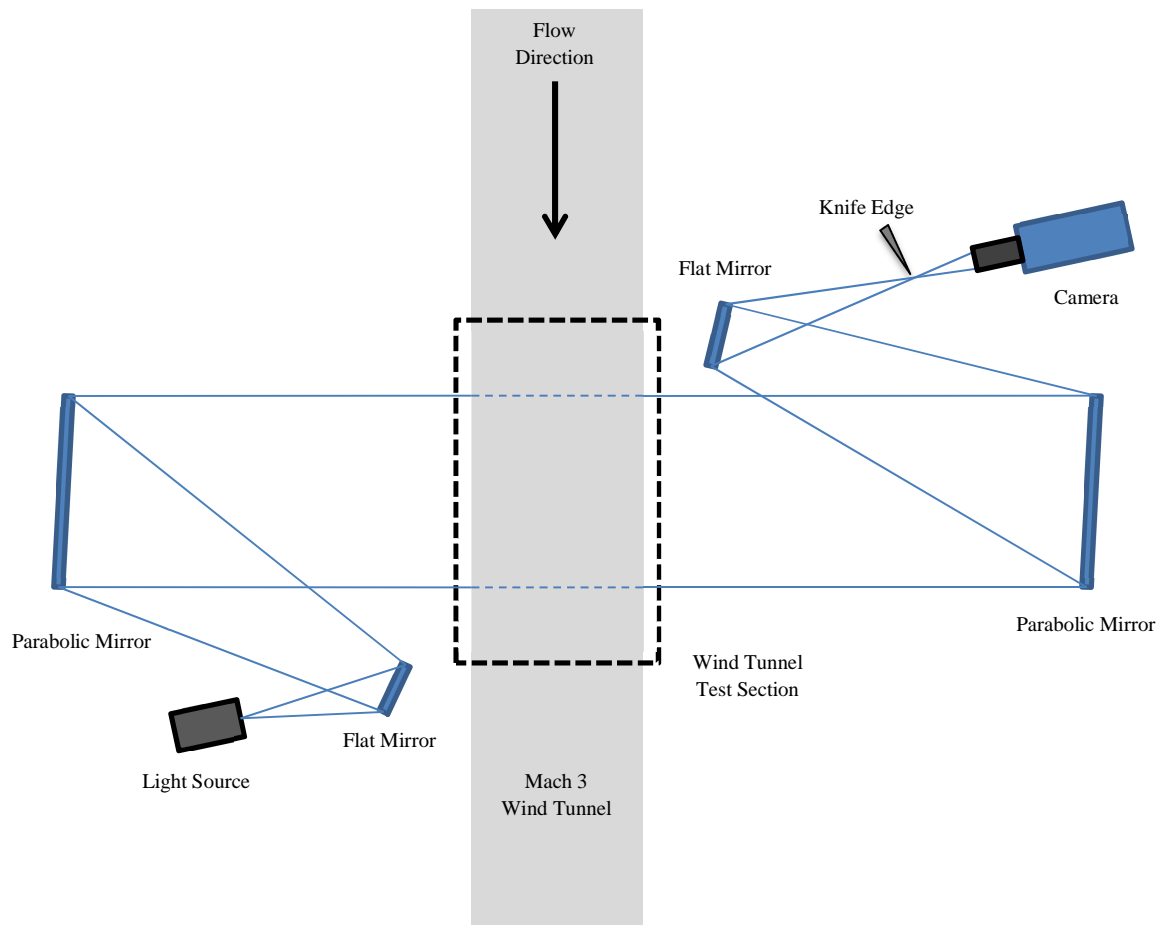 Flow
Direction
Knife Edge
Flat Mirror
Camera
Parabolic Mirror
Parabolic Mirror
Wind Tunnel
Test Section
Flat Mirror
Light Source
Mach 3
Wind Tunnel